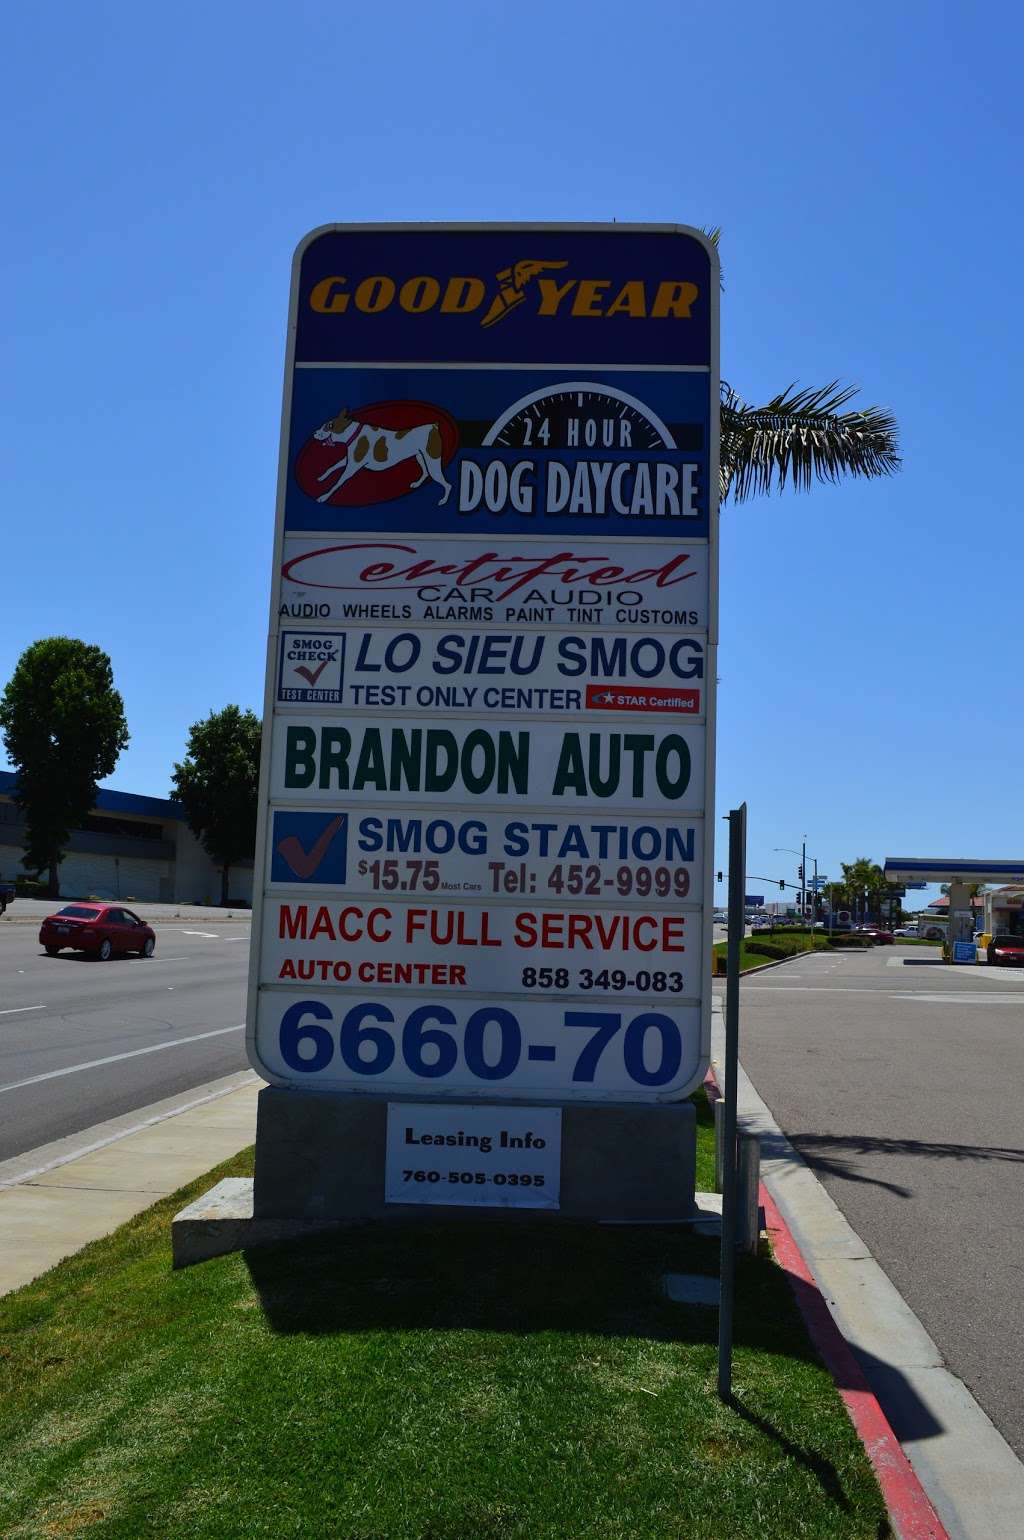 GOOD YEAR
24 HOUR
DOG DAYCARE
Certified
CAR AUDIO
AUDIO WHEELS ALARMS PAINT TINT CUSTOMS
SMOG
CHECK
TEST CENTER
LO SIEU SMOG
TEST ONLY CENTER
STAR Certified
BRANDON AUTO
SMOG STATION
$15.75 Most Cars Tel: 452-9999
MACC FULL SERVICE
AUTO CENTER 858 349-083
6660-70
Leasing Info
760-505-0395